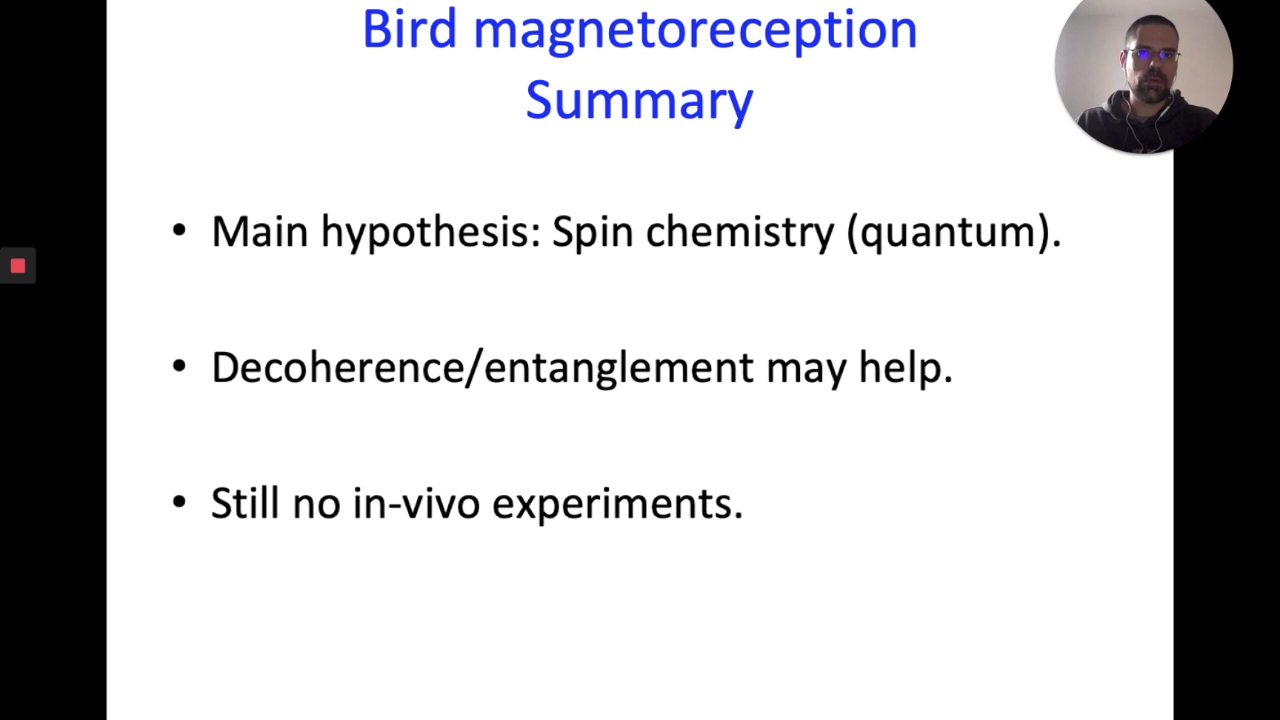 Bird magnetoreception
Summary
• Main hypothesis: Spin chemistry (quantum).
• Decoherence/entanglement may help.
• Still no in-vivo experiments.